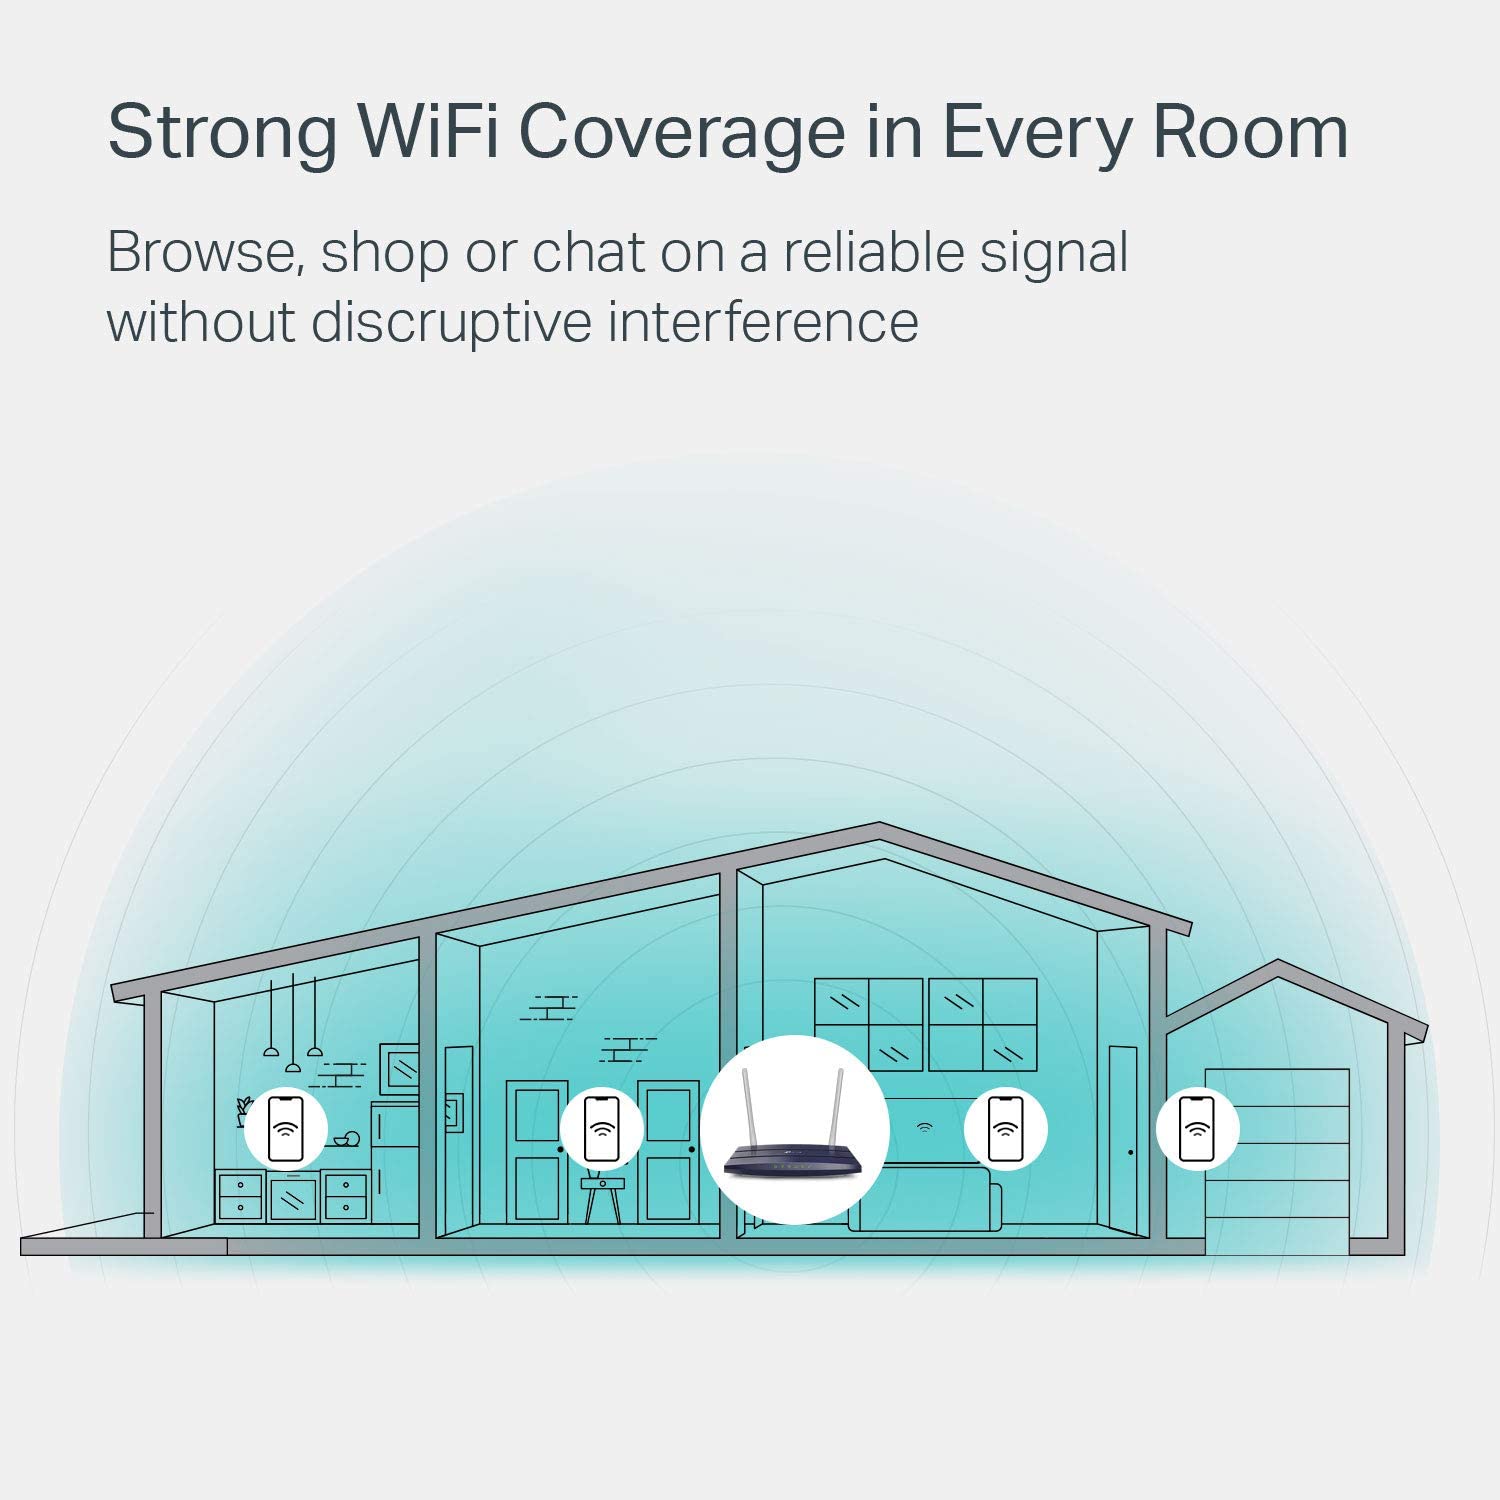 Strong WiFi Coverage in Every Room
Browse, shop or chat on a reliable signal
without discruptive interference